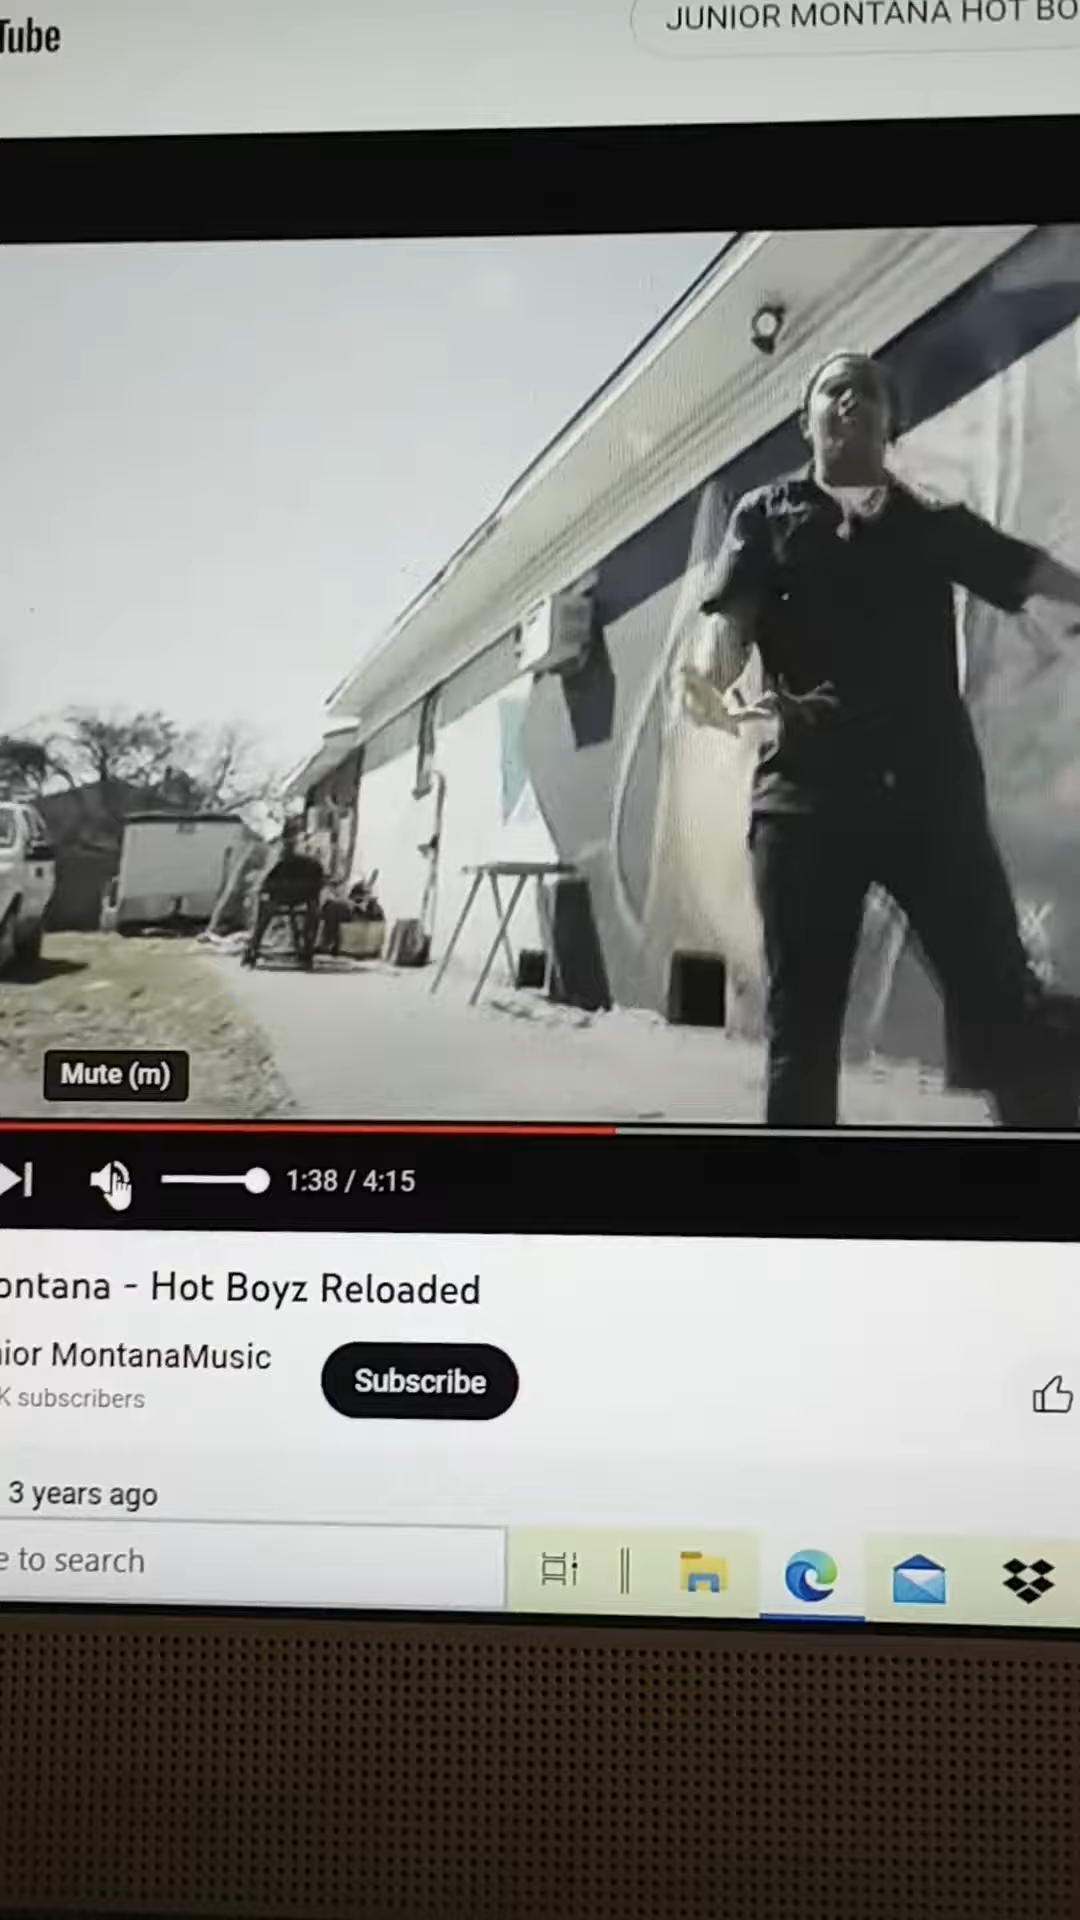 Tube
JUNIOR MONTANA HOT BO
Mute (m)
1:38 / 4:15
ontana - Hot Boyz Reloaded
ior MontanaMusic
K subscribers
Subscribe
3 years ago
e to search